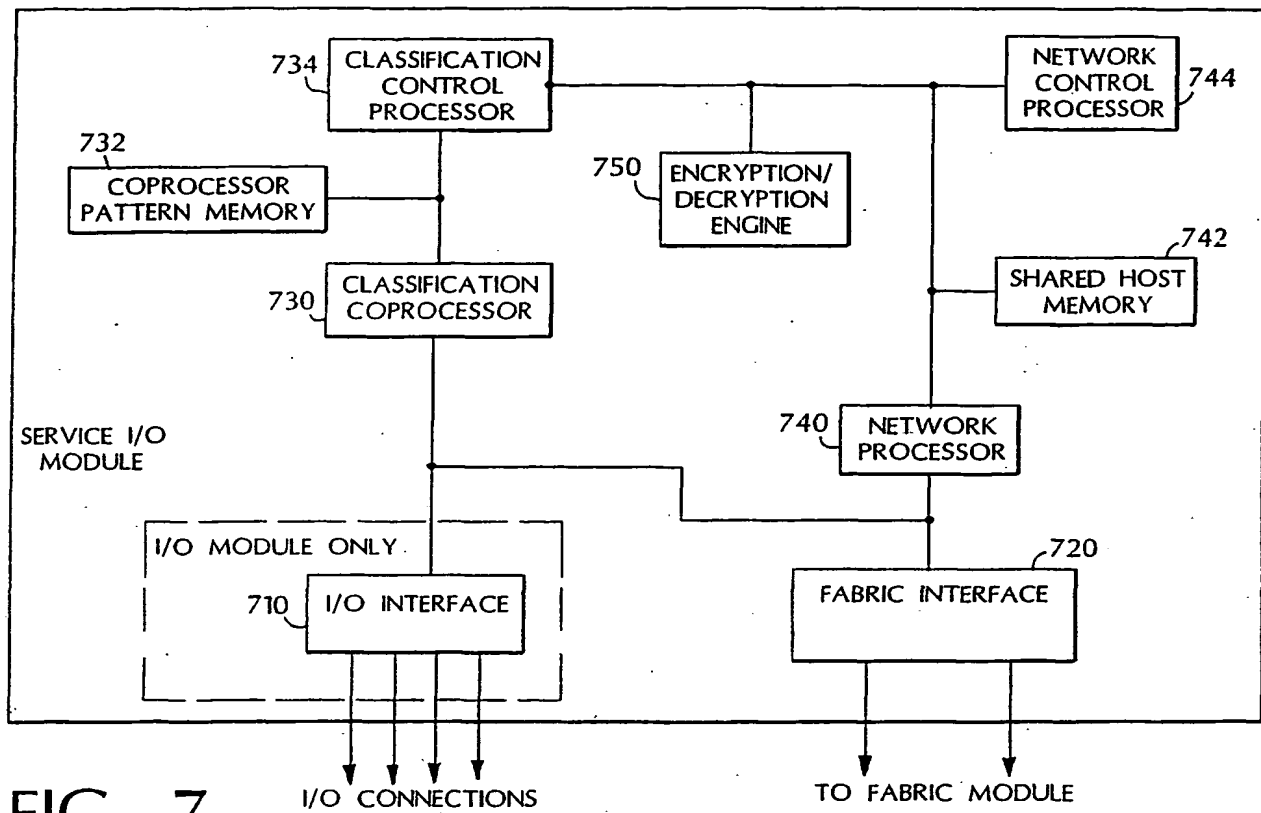 734
CLASSIFICATION
CONTROL
PROCESSOR
NETWORK
CONTROL
PROCESSOR
744
732
COPROCESSOR
PATTERN MEMORY
750
ENCRYPTION/
DECRYPTION
ENGINE
742
SHARED HOST
MEMORY
730
CLASSIFICATION
COPROCESSOR
740
NETWORK
PROCESSOR
SERVICE I/O
MODULE
I/O MODULE ONLY
710
I/O INTERFACE
720
FABRIC INTERFACE
FIG. 7
I/O CONNECTIONS
TO FABRIC MODULE